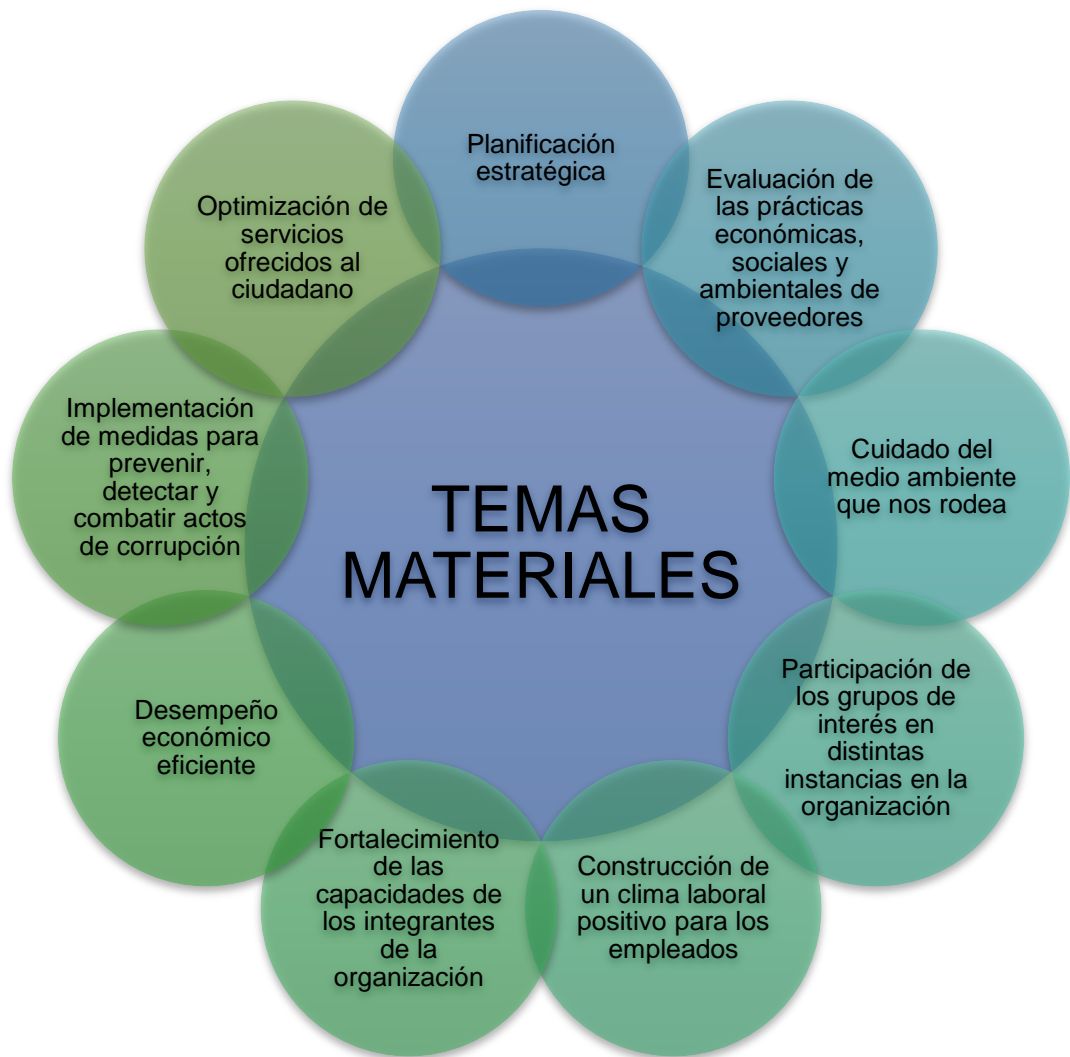 Planificación
estratégica
Evaluación de
las prácticas
económicas,
sociales y
ambientales de
proveedores
Cuidado del
medio ambiente
que nos rodea
Participación de
los grupos de
interés en
distintas
instancias en la
organización
Construcción de
un clima laboral
positivo para los
empleados
Fortalecimiento
de las
capacidades de
los integrantes
de la
organización
Desempeño
económico
eficiente
Implementación
de medidas para
prevenir,
detectar y
combatir actos
de corrupción
Optimización de
servicios
ofrecidos al
ciudadano
TEMAS
MATERIALES